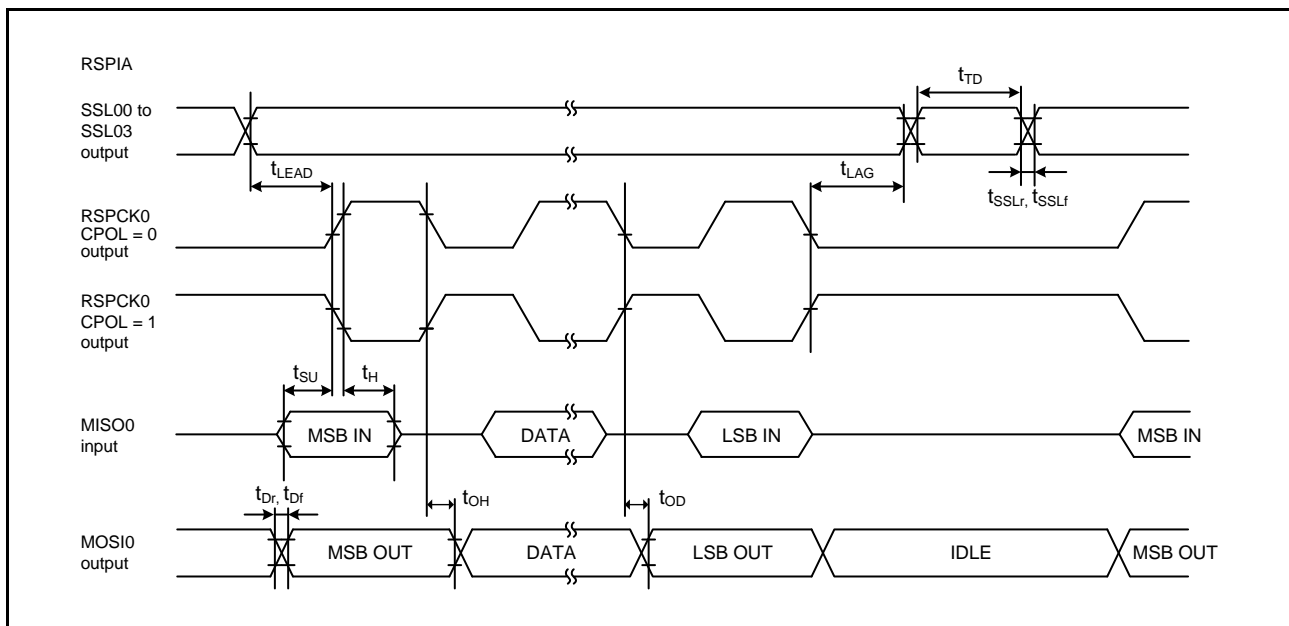 RSPIA
tTD
SSL00 to
SSL03
output
tLEAD
tLAG
tSSLr, tSSLf
RSPCK0
CPOL = 0
output
RSPCK0
CPOL = 1
output
tSU
tH
MISO0
input
MSB IN
DATA
LSB IN
MSB IN
tDr, tDf
tOH
tOD
MOSI0
output
MSB OUT
DATA
LSB OUT
IDLE
MSB OUT